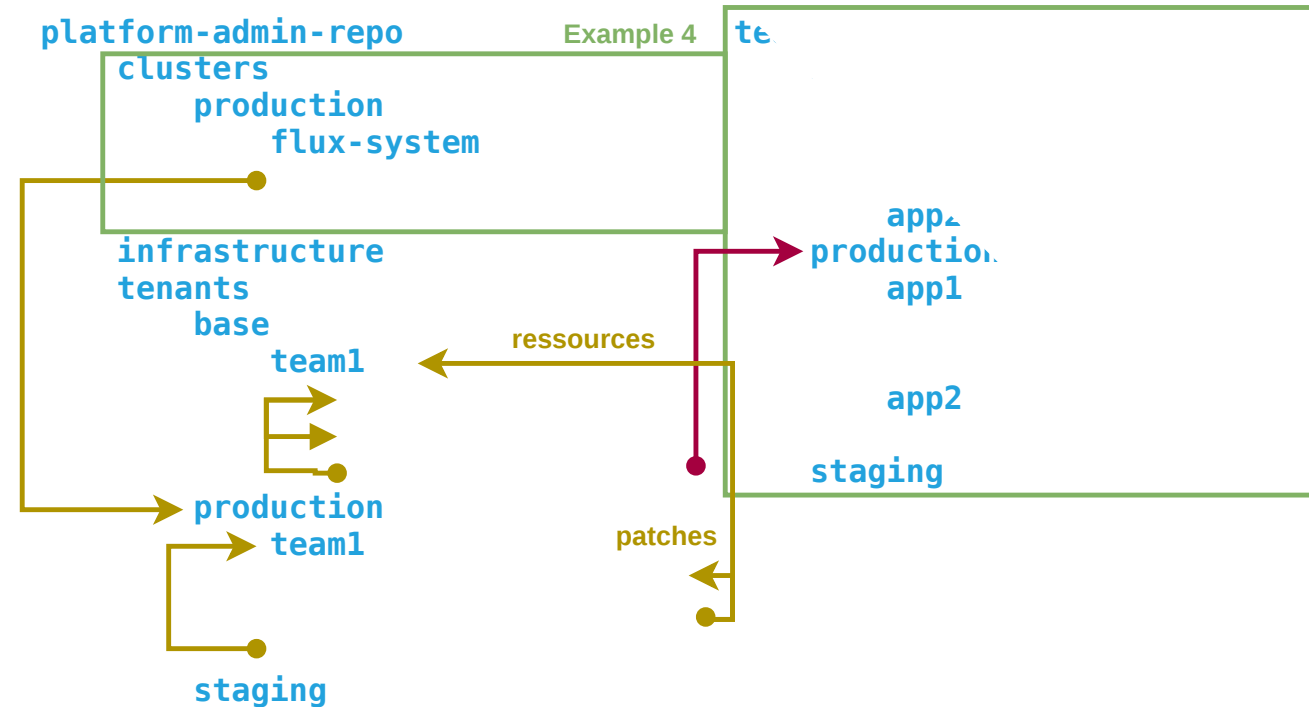 platform-admin-repo
clusters
production
flux-system
infrastructure
tenants
base
team1
production
team1
staging
Example 4
ressources
patches
production
app1
app2
staging